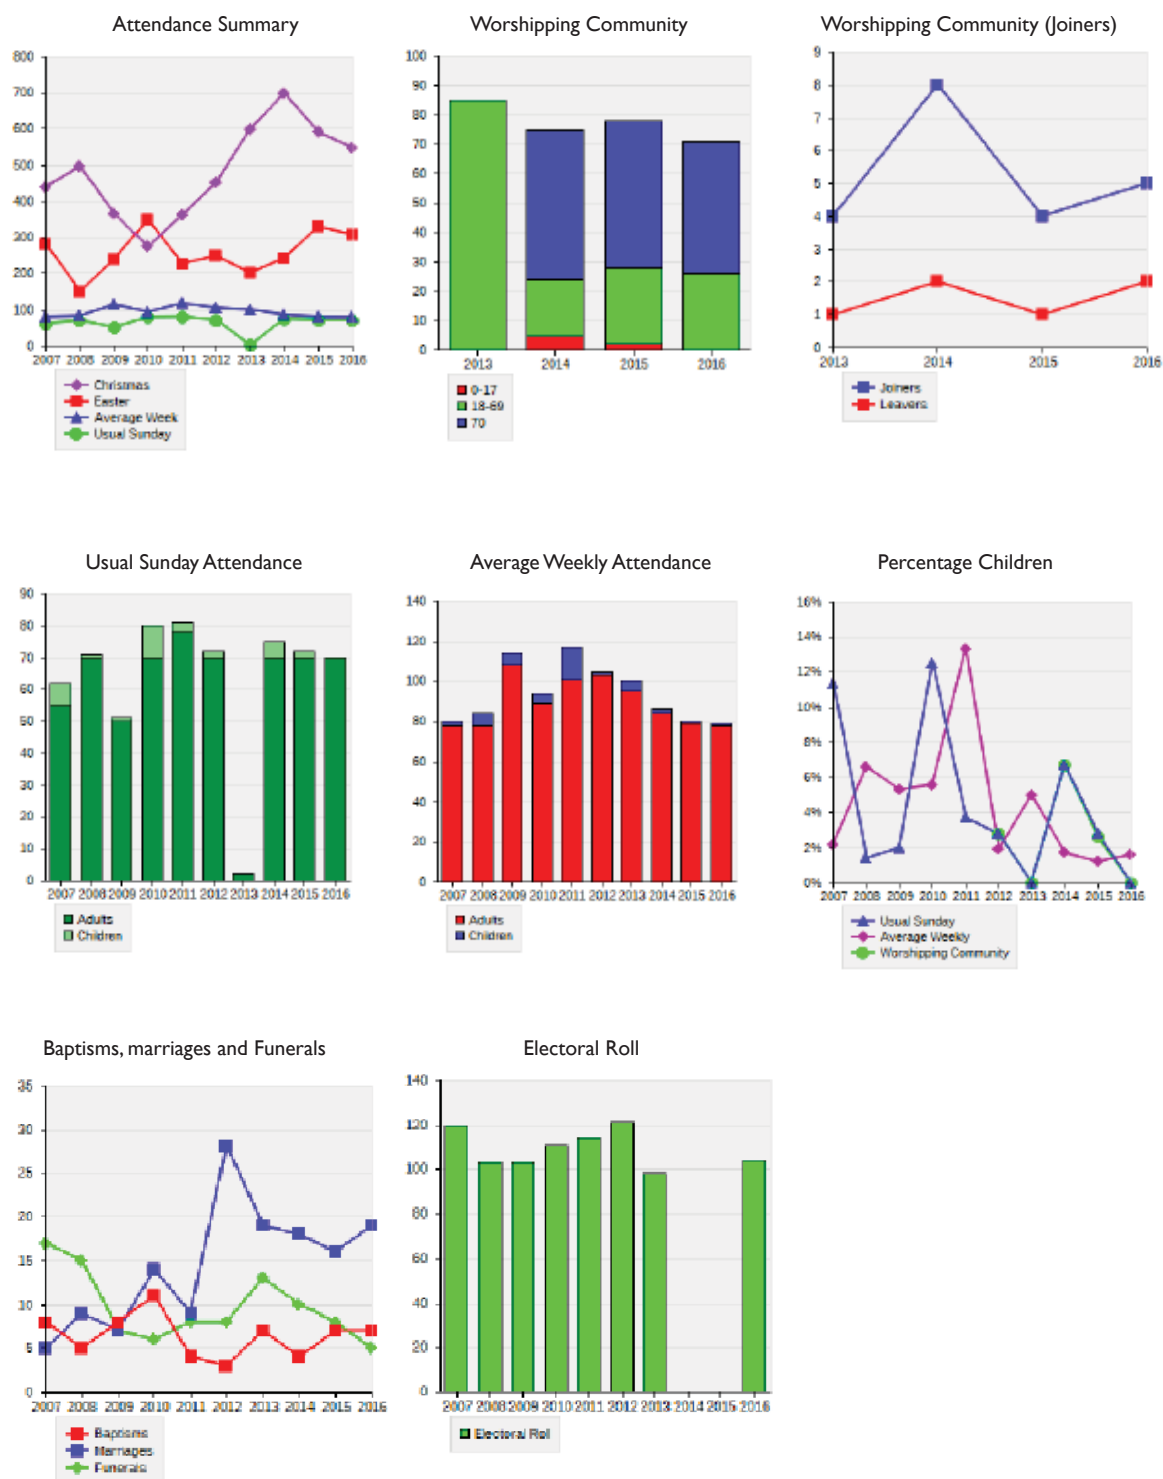 Attendance Summary
Worshipping Community
Worshipping Community (Joiners)
800
700
600
500
400
300
200
100
0
2007 2008 2009 2010 2011 2012 2013 2014 2015 2016
Christmas
Easter
Average Week
Usual Sunday
100
90
80
70
60
50
40
30
20
10
0
2013 2014 2015 2016
0-17
18-69
70
9
8
7
6
5
4
3
2
1
0
2013 2014 2015 2016
Joiners
Leavers
Usual Sunday Attendance
Average Weekly Attendance
Percentage Children
90
80
70
60
50
40
30
20
10
0
2007 2008 2009 2010 2011 2012 2013 2014 2015 2016
Adults
Children
140
120
100
80
60
40
20
0
2007 2008 2009 2010 2011 2012 2013 2014 2015 2016
Adults
Children
16%
14%
12%
10%
8%
6%
4%
2%
0%
2007 2008 2009 2010 2011 2012 2013 2014 2015 2016
Usual Sunday
Average Weekly
Worshipping Community
Baptisms, marriages and Funerals
Electoral Roll
35
30
25
20
15
10
5
0
2007 2008 2009 2010 2011 2012 2013 2014 2015 2016
Baptisms
Marriages
Funerals
140
120
100
80
60
40
20
0
2007 2008 2009 2010 2011 2012 2013 2014 2015 2016
Electoral Roll